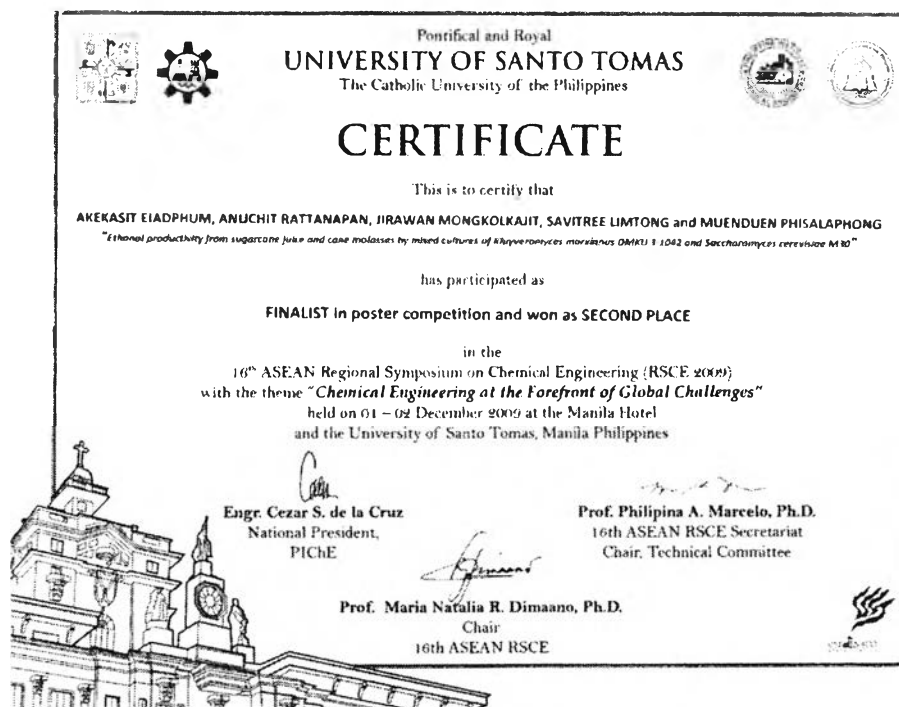 Pontifical and Royal
UNIVERSITY OF SANTO TOMAS
The Catholic University of the Philippines
CERTIFICATE
This is to certify that
AKEKASIT EIADPHUM, ANUCHIT RATTANAPAN, JIRAWAN MONGKOLKAJIT, SAVITREE LIMTONG and MUENDUEN PHISALAPHONG
"Ethanol productivity from sugarcane juice and cane molasses by mixed cultures of Kluyveromyces marxianus DMKU 3 1042 and Saccharomyces cerevisiae M30"
has participated as
FINALIST in poster competition and won as SECOND PLACE
in the
16th ASEAN Regional Symposium on Chemical Engineering (RSCE 2009)
with the theme "Chemical Engineering at the Forefront of Global Challenges"
held on 01 – 02 December 2009 at the Manila Hotel
and the University of Santo Tomas, Manila Philippines
Engr. Cezar S. de la Cruz
National President,
PIChE
Prof. Philipina A. Marcelo, Ph.D.
16th ASEAN RSCE Secretariat
Chair, Technical Committee
Prof. Maria Natalia R. Dimaano, Ph.D.
Chair
16th ASEAN RSCE